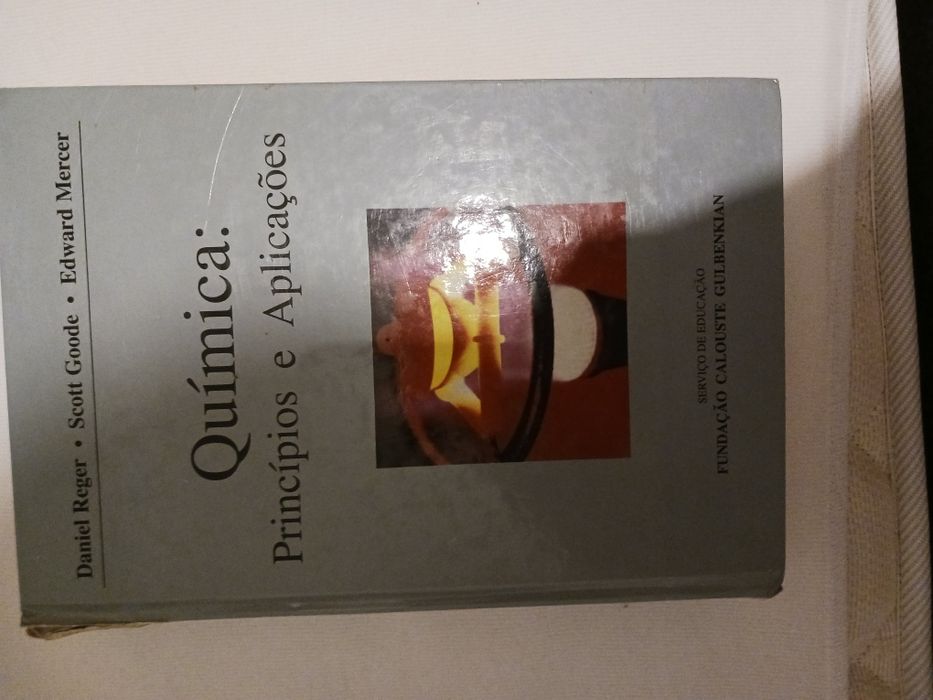 Daniel Reger • Scott Goode • Edward Mercer
Química:
Princípios e Aplicações
SERVIÇO DE EDUCAÇÃO
FUNDAÇÃO CALOUSTE GULBENKIAN